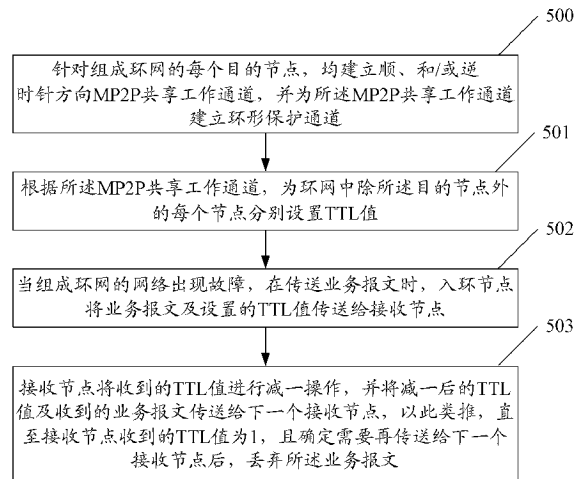 500
针对组成环网的每个目的节点，均建立顺、和/或逆
时针方向MP2P共享工作通道，并为所述MP2P共享工作通道
建立环形保护通道
501
根据所述MP2P共享工作通道，为环网中除所述目的节点外
的每个节点分别设置TTL值
502
当组成环网的网络出现故障，在传送业务报文时，入环节点
将业务报文及设置的TTL值传送给接收节点
503
接收节点将收到的TTL值进行减一操作，并将减一后的TTL
值及收到的业务报文传送给下一个接收节点，以此类推，直
至接收节点收到的TTL值为1，且确定需要再传送给下一个
接收节点后，丢弃所述业务报文